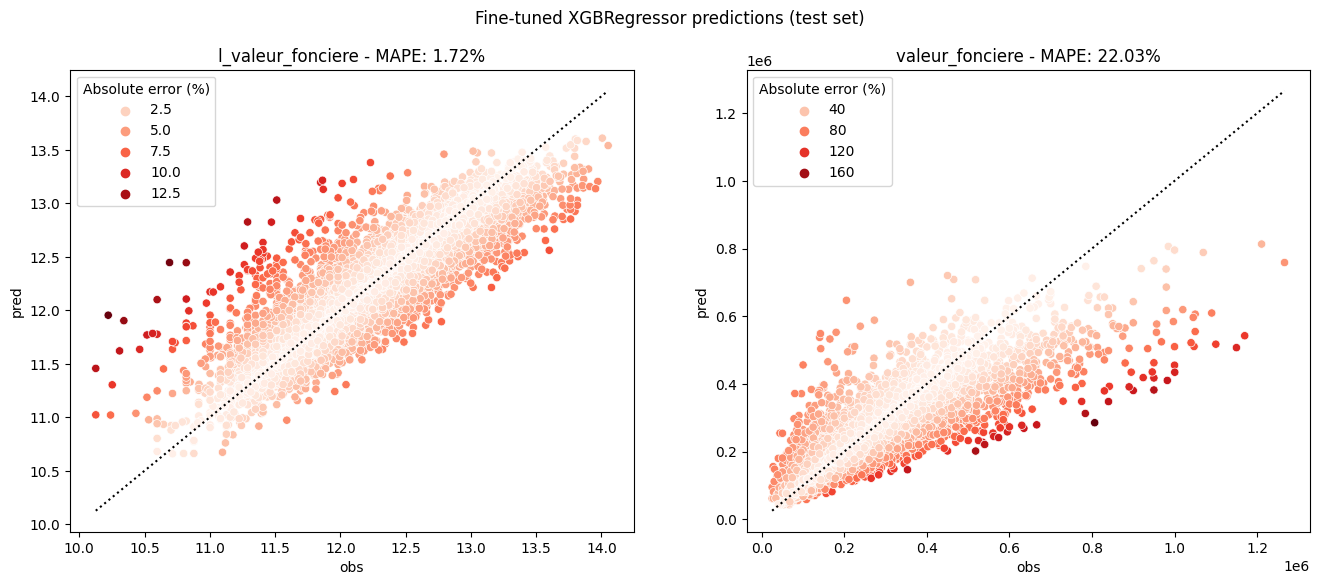 Fine-tuned XGBRegressor predictions (test set)
l_valeur_fonciere - MAPE: 1.72%
Absolute error (%)
2.5
5.0
7.5
10.0
12.5
14.0
13.5
13.0
12.5
12.0
11.5
11.0
10.5
10.0
pred
10.0 10.5 11.0 11.5 12.0 12.5 13.0 13.5 14.0
obs
valeur_fonciere - MAPE: 22.03%
1e6
Absolute error (%)
40
80
120
160
1.2
1.0
0.8
0.6
0.4
0.2
0.0
pred
0.0 0.2 0.4 0.6 0.8 1.0 1.2
obs
1e6